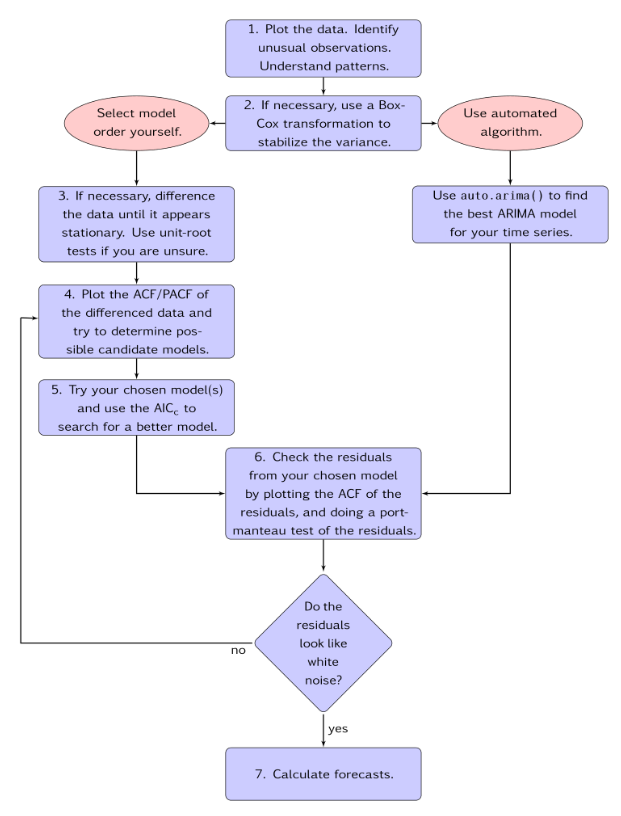 1. Plot the data. Identify
unusual observations.
Understand patterns.
Select model
order yourself.
2. If necessary, use a Box-
Cox transformation to
stabilize the variance.
Use automated
algorithm.
3. If necessary, difference
the data until it appears
stationary. Use unit-root
tests if you are unsure.
Use auto.arima() to find
the best ARIMA model
for your time series.
4. Plot the ACF/PACF of
the differenced data and
try to determine pos-
sible candidate models.
5. Try your chosen model(s)
and use the AICc to
search for a better model.
6. Check the residuals
from your chosen model
by plotting the ACF of the
residuals, and doing a port-
manteau test of the residuals.
Do the
residuals
look like
white
noise?
no
yes
7. Calculate forecasts.